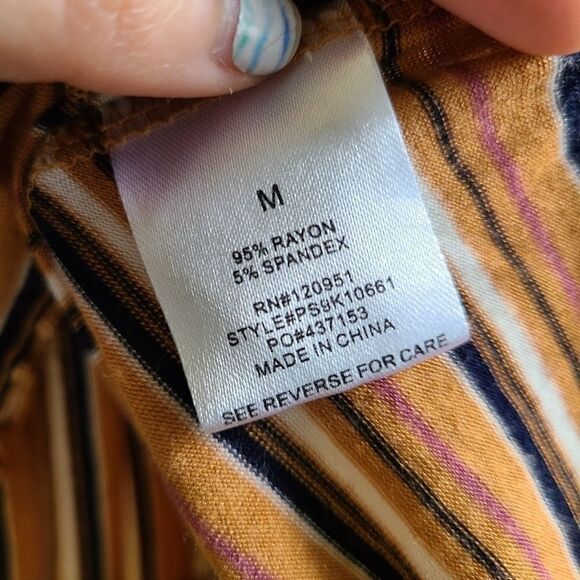 M
95% RAYON
5% SPANDEX
RN#120951
STYLE#PS9K10661
PO#437153
MADE IN CHINA
SEE REVERSE FOR CARE